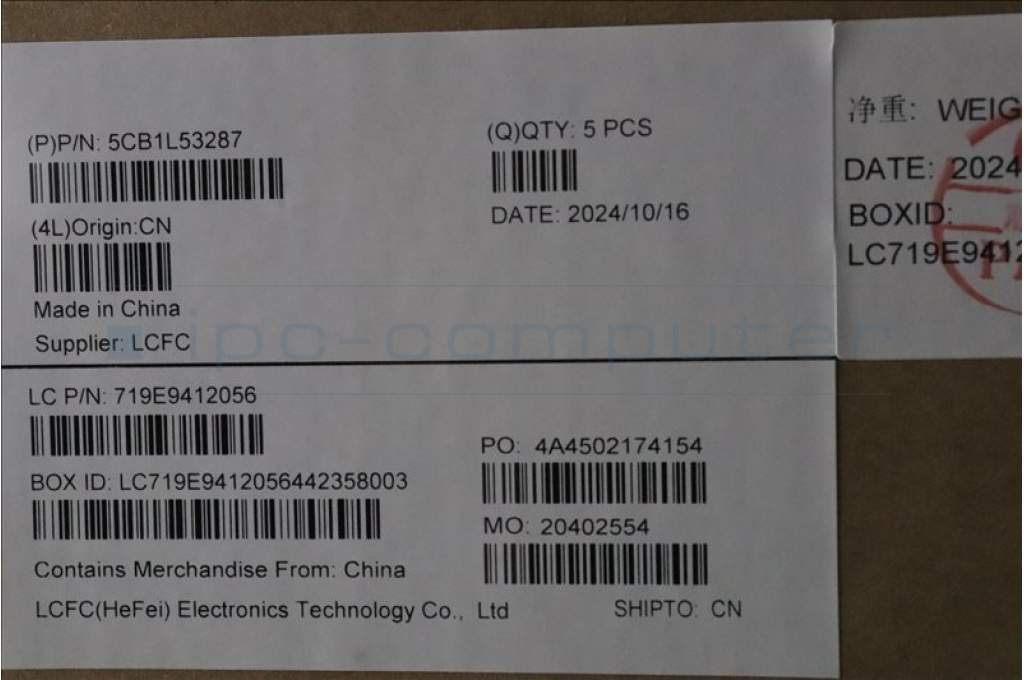 (P)P/N: 5CB1L53287
(Q)QTY: 5 PCS
(4L)Origin:CN
DATE: 2024/10/16
Made in China
Supplier: LCFC
LC P/N: 719E9412056
PO: 4A4502174154
BOX ID: LC719E9412056442358003
MO: 20402554
Contains Merchandise From: China
LCFC(HeFei) Electronics Technology Co., Ltd
SHIPTO: CN
净重: WEIG
DATE: 2024
BOXID:
LC719E9412
ipc-computer